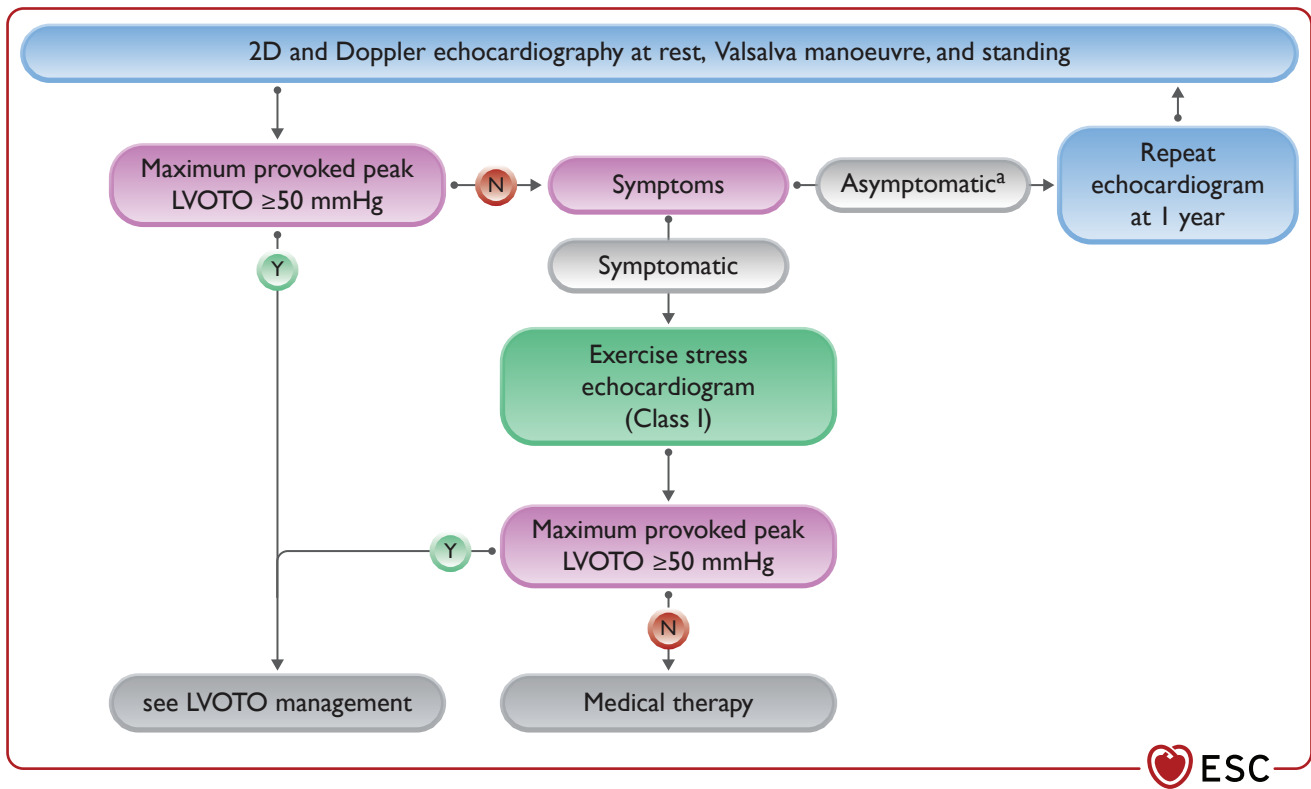 2D and Doppler echocardiography at rest, Valsalva manoeuvre, and standing
Maximum provoked peak
LVOTO ≥50 mmHg
N
Symptoms
Asymptomaticᵃ
Repeat
echocardiogram
at 1 year
Y
Symptomatic
Exercise stress
echocardiogram
(Class I)
Maximum provoked peak
LVOTO ≥50 mmHg
Y
N
see LVOTO management
Medical therapy
ESC